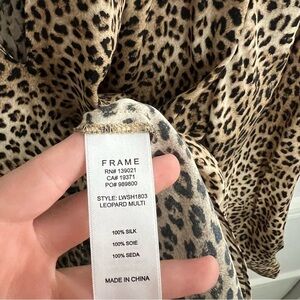 FRAME
RN# 139021
CA# 19371
PO# 989800
STYLE: LWSH1803
LEOPARD MULTI
100% SILK
100% SOIE
100% SEDA
MADE IN CHINA